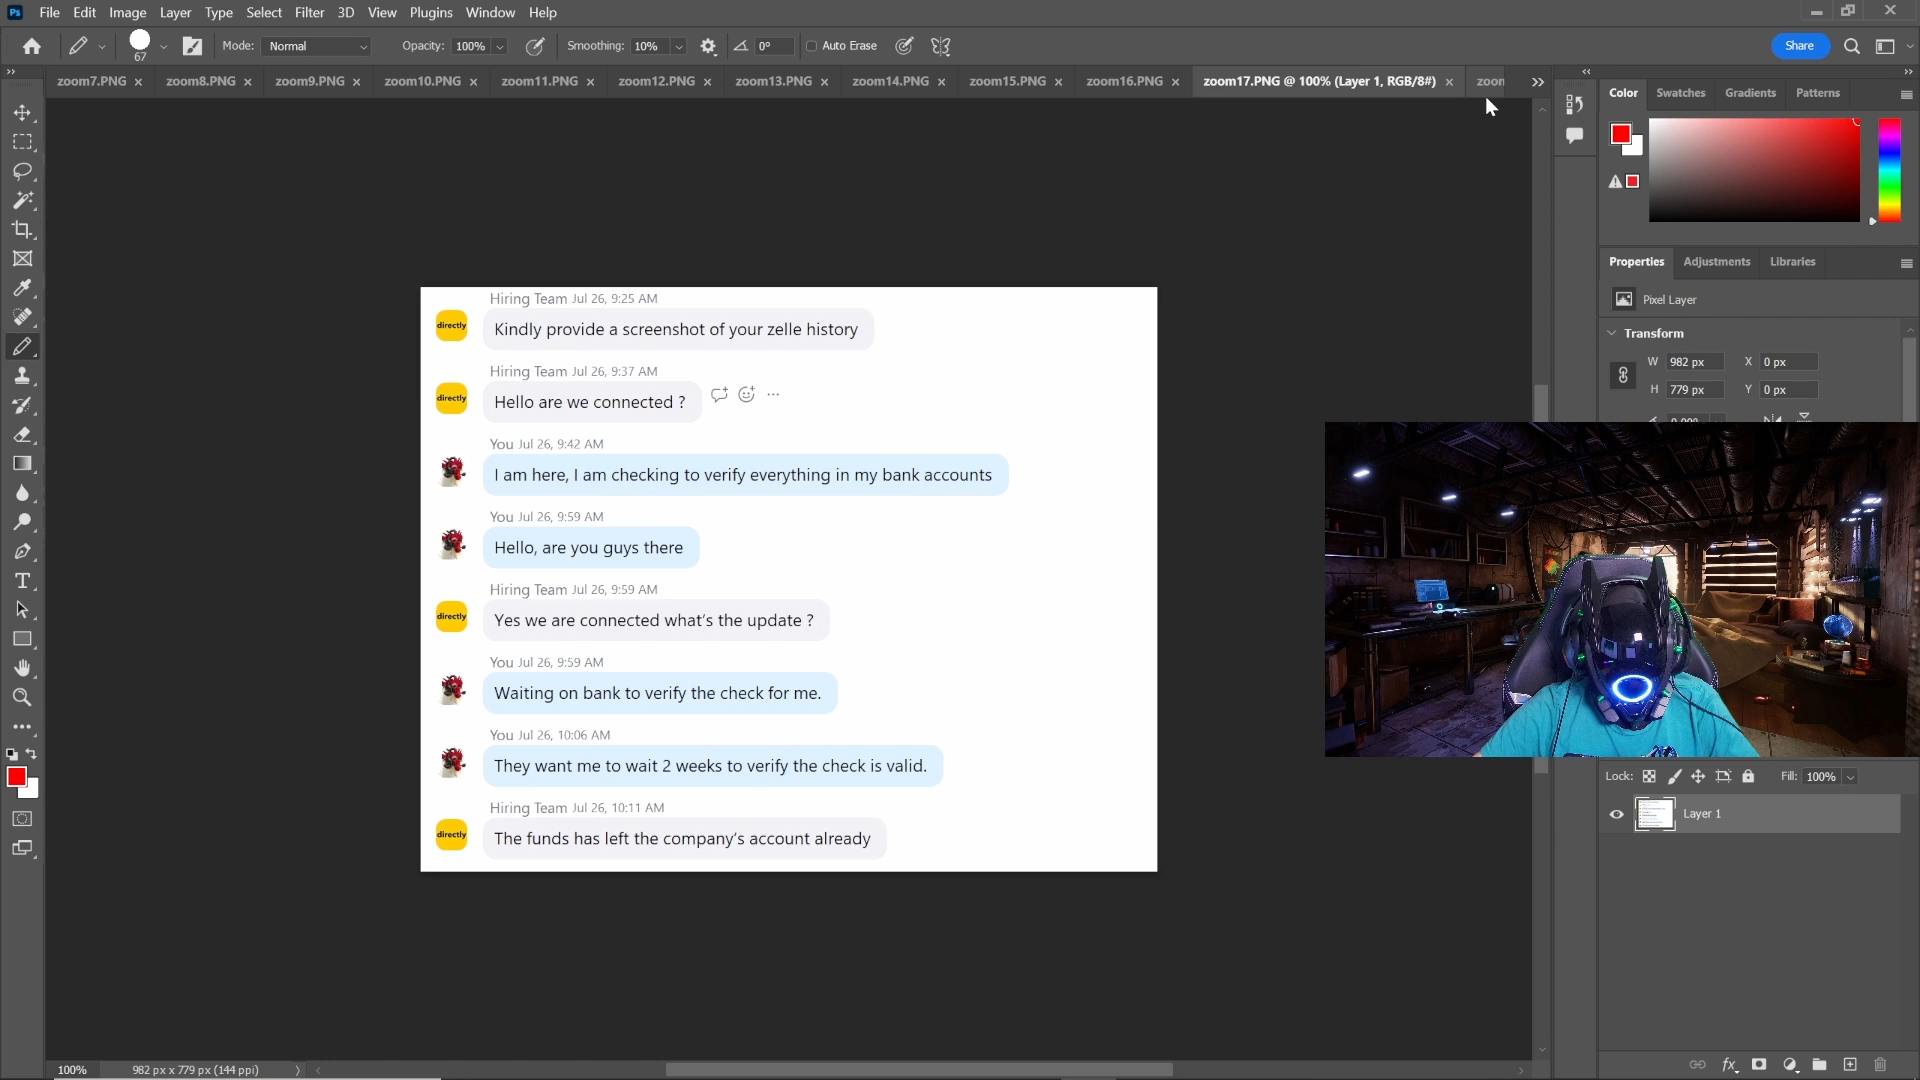 Ps File Edit Image Layer Type Select Filter 3D View Plugins Window Help
67 Mode: Normal Opacity: 100% Smoothing: 10% 0° Auto Erase Share
zoom7.PNG zoom8.PNG zoom9.PNG zoom10.PNG zoom11.PNG zoom12.PNG zoom13.PNG zoom14.PNG zoom15.PNG zoom16.PNG zoom17.PNG @ 100% (Layer 1, RGB/8#) zoon
Color Swatches Gradients Patterns
Properties Adjustments Libraries
Pixel Layer
Transform
W 982 px X 0 px
H 779 px Y 0 px
Hiring Team Jul 26, 9:25 AM
directly Kindly provide a screenshot of your zelle history
Hiring Team Jul 26, 9:37 AM
directly Hello are we connected ?
You Jul 26, 9:42 AM
I am here, I am checking to verify everything in my bank accounts
You Jul 26, 9:59 AM
Hello, are you guys there
Hiring Team Jul 26, 9:59 AM
directly Yes we are connected what's the update ?
You Jul 26, 9:59 AM
Waiting on bank to verify the check for me.
You Jul 26, 10:06 AM
They want me to wait 2 weeks to verify the check is valid.
Hiring Team Jul 26, 10:11 AM
directly The funds has left the company's account already
Lock: Fill: 100%
Layer 1
fx
100% 982 px x 779 px (144 ppi)